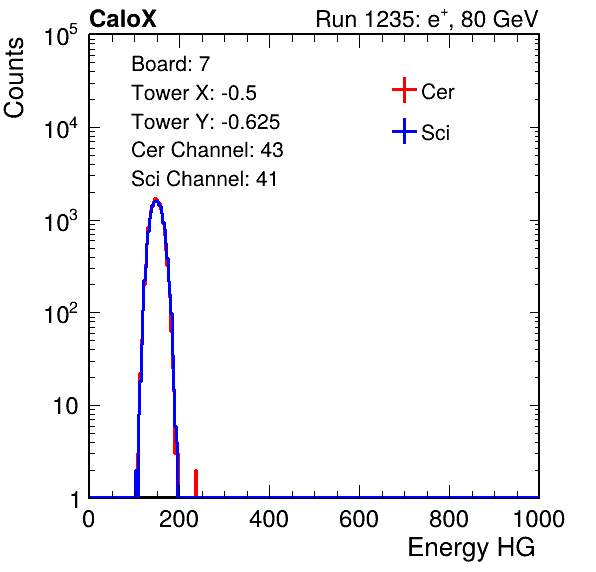 CaloX Run 1235: e⁺, 80 GeV
Counts
Board: 7
Tower X: -0.5
Tower Y: -0.625
Cer Channel: 43
Sci Channel: 41
Cer
Sci
10⁵
10⁴
10³
10²
10
1
0 200 400 600 800 1000
Energy HG